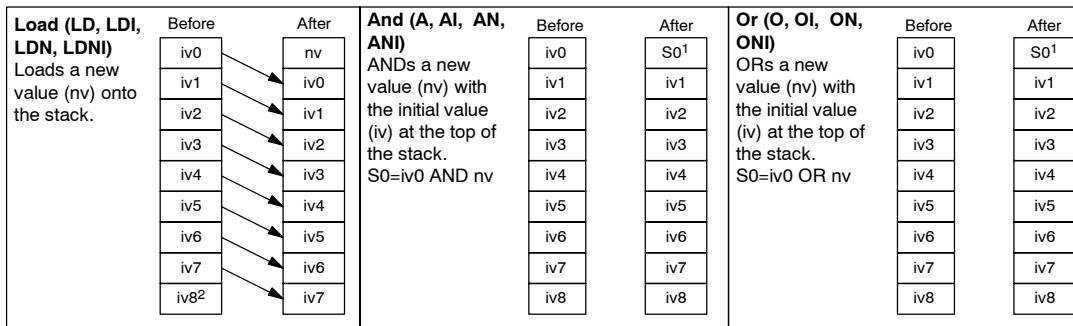 Load (LD, LDI,
LDN, LDNI)
Loads a new
value (nv) onto
the stack.
Before
iv0
iv1
iv2
iv3
iv4
iv5
iv6
iv7
iv8²
After
nv
iv0
iv1
iv2
iv3
iv4
iv5
iv6
iv7
And (A, AI, AN,
ANI)
ANDs a new
value (nv) with
the initial value
(iv) at the top of
the stack.
S0=iv0 AND nv
Before
iv0
iv1
iv2
iv3
iv4
iv5
iv6
iv7
iv8
After
S0¹
iv1
iv2
iv3
iv4
iv5
iv6
iv7
iv8
Or (O, OI, ON,
ONI)
ORs a new
value (nv) with
the initial value
(iv) at the top of
the stack.
S0=iv0 OR nv
Before
iv0
iv1
iv2
iv3
iv4
iv5
iv6
iv7
iv8
After
S0¹
iv1
iv2
iv3
iv4
iv5
iv6
iv7
iv8